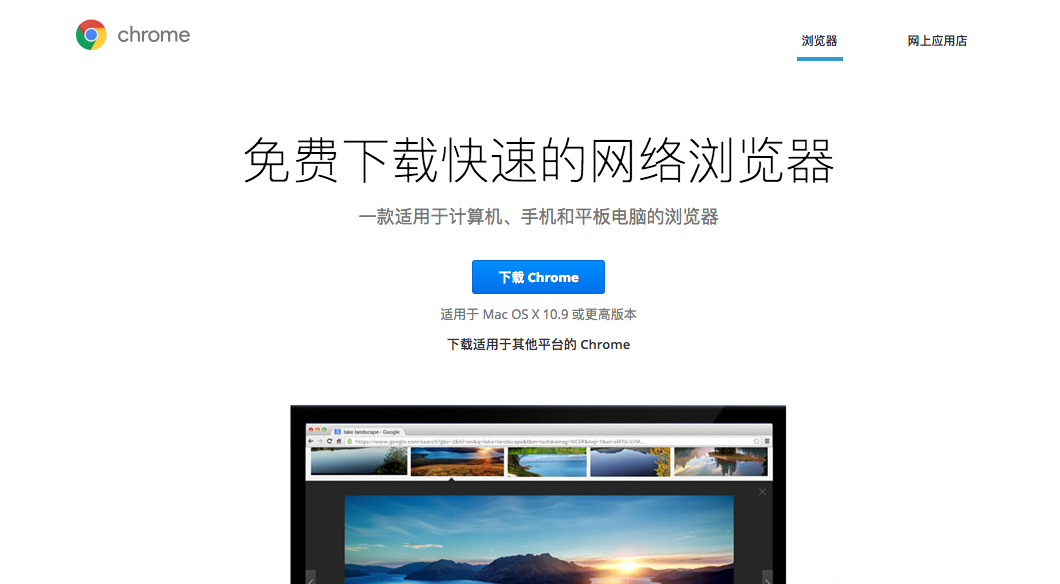 chrome
浏览器
网上应用店
免费下载快速的网络浏览器
一款适用于计算机、手机和平板电脑的浏览器
下载 Chrome
适用于 Mac OS X 10.9 或更高版本
下载适用于其他平台的 Chrome
lake landscape - Google